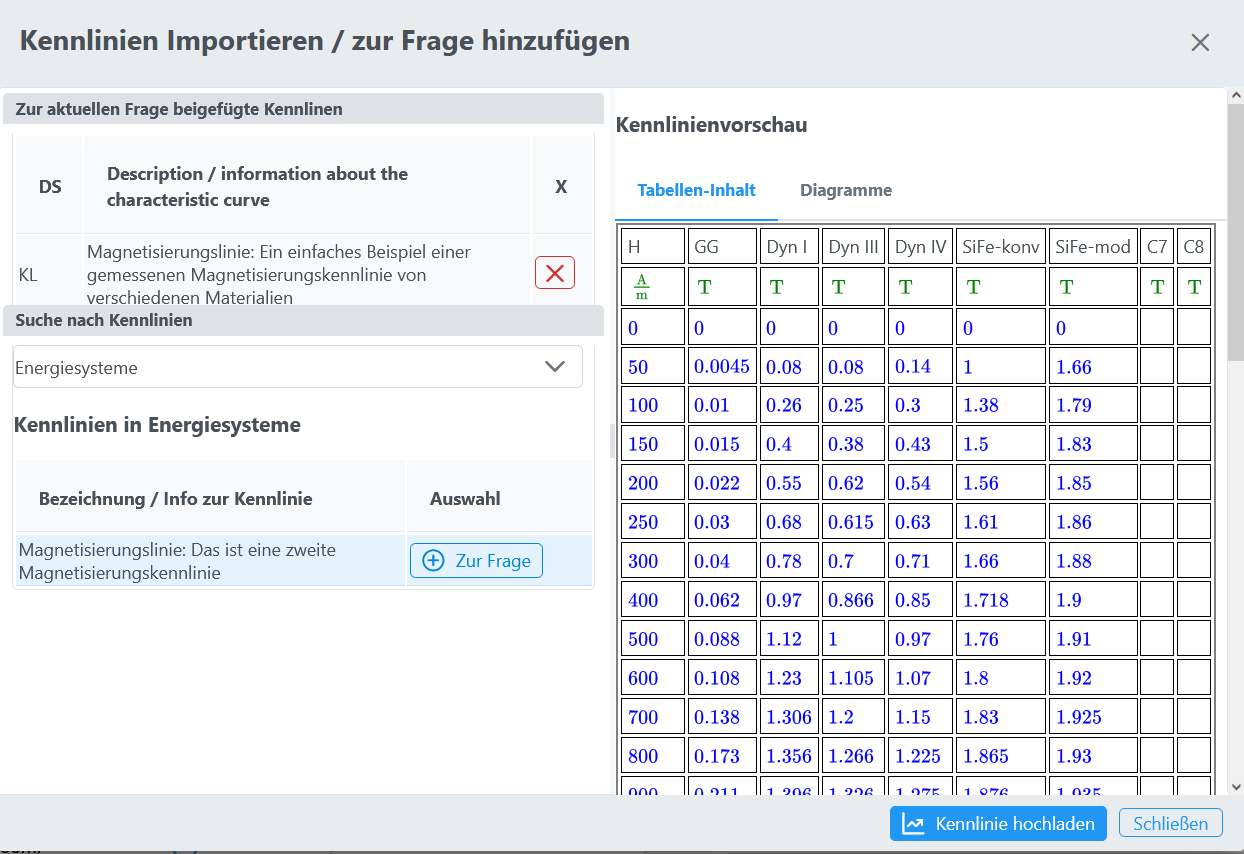 Kennlinien Importieren / zur Frage hinzufügen
Zur aktuellen Frage beigefügte Kennlinen
DS
Description / information about the
characteristic curve
X
KL
Magnetisierungslinie: Ein einfaches Beispiel einer
gemessenen Magnetisierungskennlinie von
verschiedenen Materialien
Suche nach Kennlinien
Energiesysteme
Kennlinien in Energiesysteme
Bezeichnung / Info zur Kennlinie Auswahl
Magnetisierungslinie: Das ist eine zweite
Magnetisierungskennlinie
Zur Frage
Kennlinienvorschau
Tabellen-Inhalt Diagramme
H GG Dyn I Dyn III Dyn IV SiFe-konv SiFe-mod C7 C8
A/m T T T T T T T T
0 0 0 0 0 0 0
50 0.0045 0.08 0.08 0.14 1 1.66
100 0.01 0.26 0.25 0.3 1.38 1.79
150 0.015 0.4 0.38 0.43 1.5 1.83
200 0.022 0.55 0.62 0.54 1.56 1.85
250 0.03 0.68 0.615 0.63 1.61 1.86
300 0.04 0.78 0.7 0.71 1.66 1.88
400 0.062 0.97 0.866 0.85 1.718 1.9
500 0.088 1.12 1 0.97 1.76 1.91
600 0.108 1.23 1.105 1.07 1.8 1.92
700 0.138 1.306 1.2 1.15 1.83 1.925
800 0.173 1.356 1.266 1.225 1.865 1.93
Kennlinie hochladen Schließen